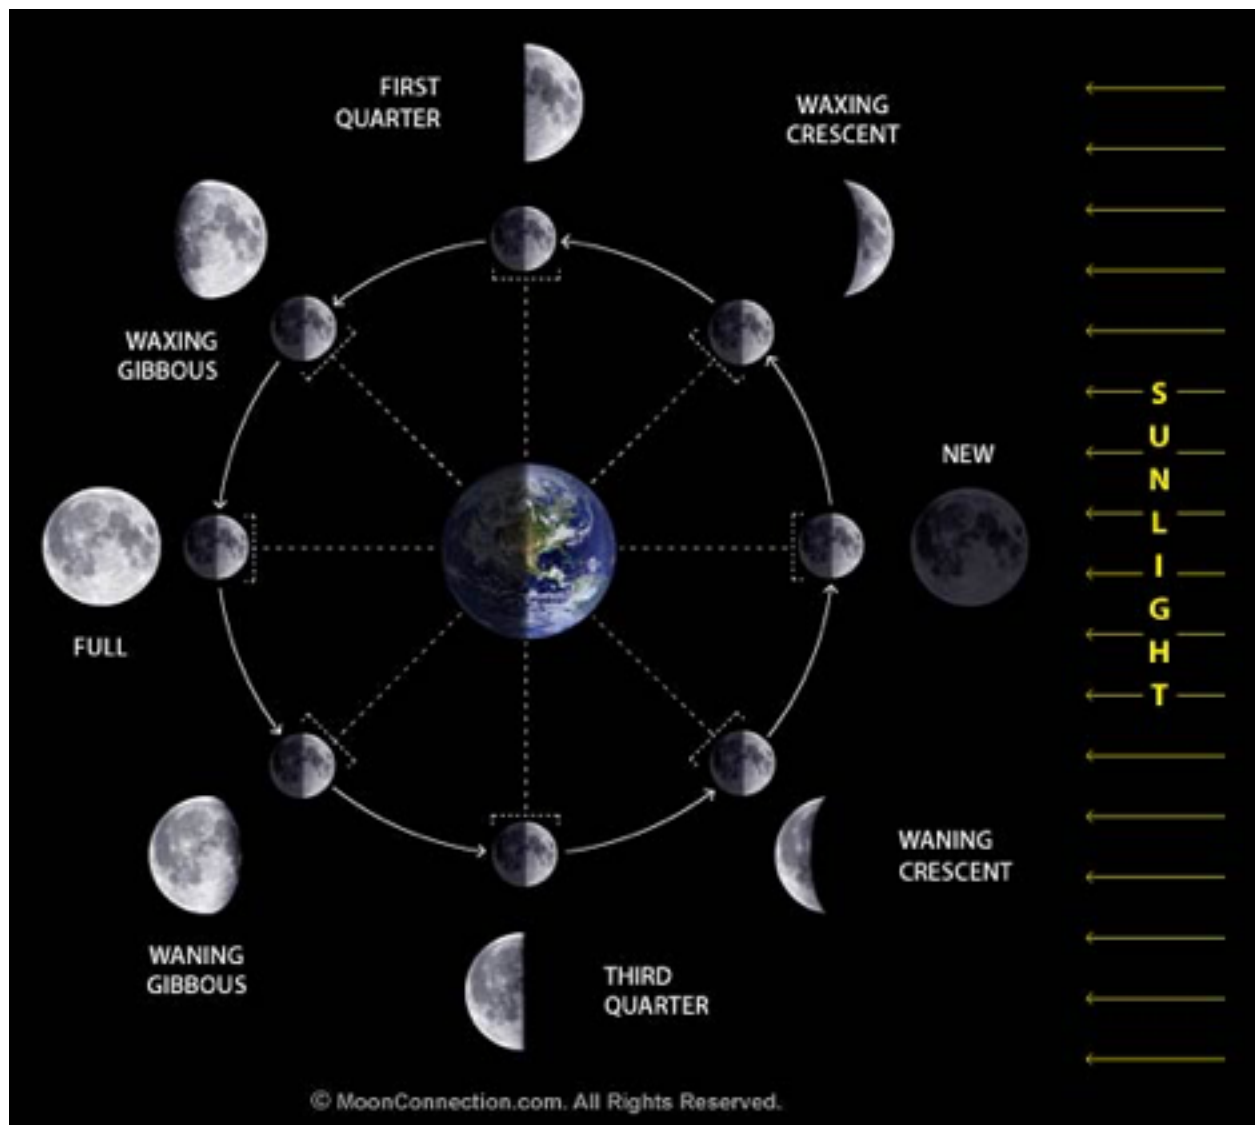 FIRST
QUARTER
WAXING
CRESCENT
WAXING
GIBBOUS
NEW
SUNLIGHT
FULL
WANING
CRESCENT
WANING
GIBBOUS
THIRD
QUARTER
© MoonConnection.com. All Rights Reserved.